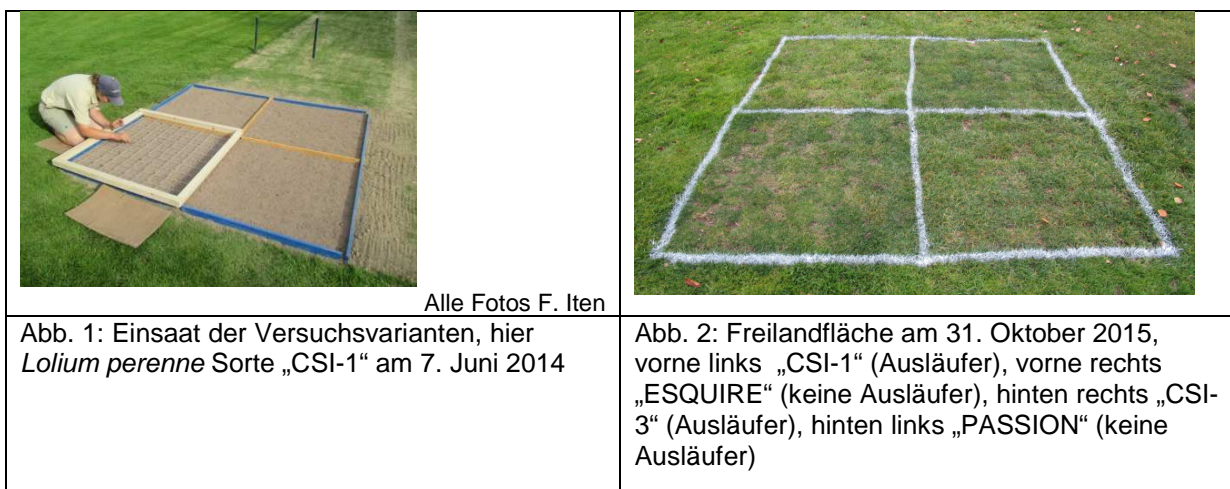 Alle Fotos F. Iten
Abb. 1: Einsaat der Versuchsvarianten, hier
Lolium perenne Sorte „CSI-1“ am 7. Juni 2014
Abb. 2: Freilandfläche am 31. Oktober 2015,
vorne links „CSI-1“ (Ausläufer), vorne rechts
„ESQUIRE“ (keine Ausläufer), hinten rechts „CSI-
3“ (Ausläufer), hinten links „PASSION“ (keine
Ausläufer)